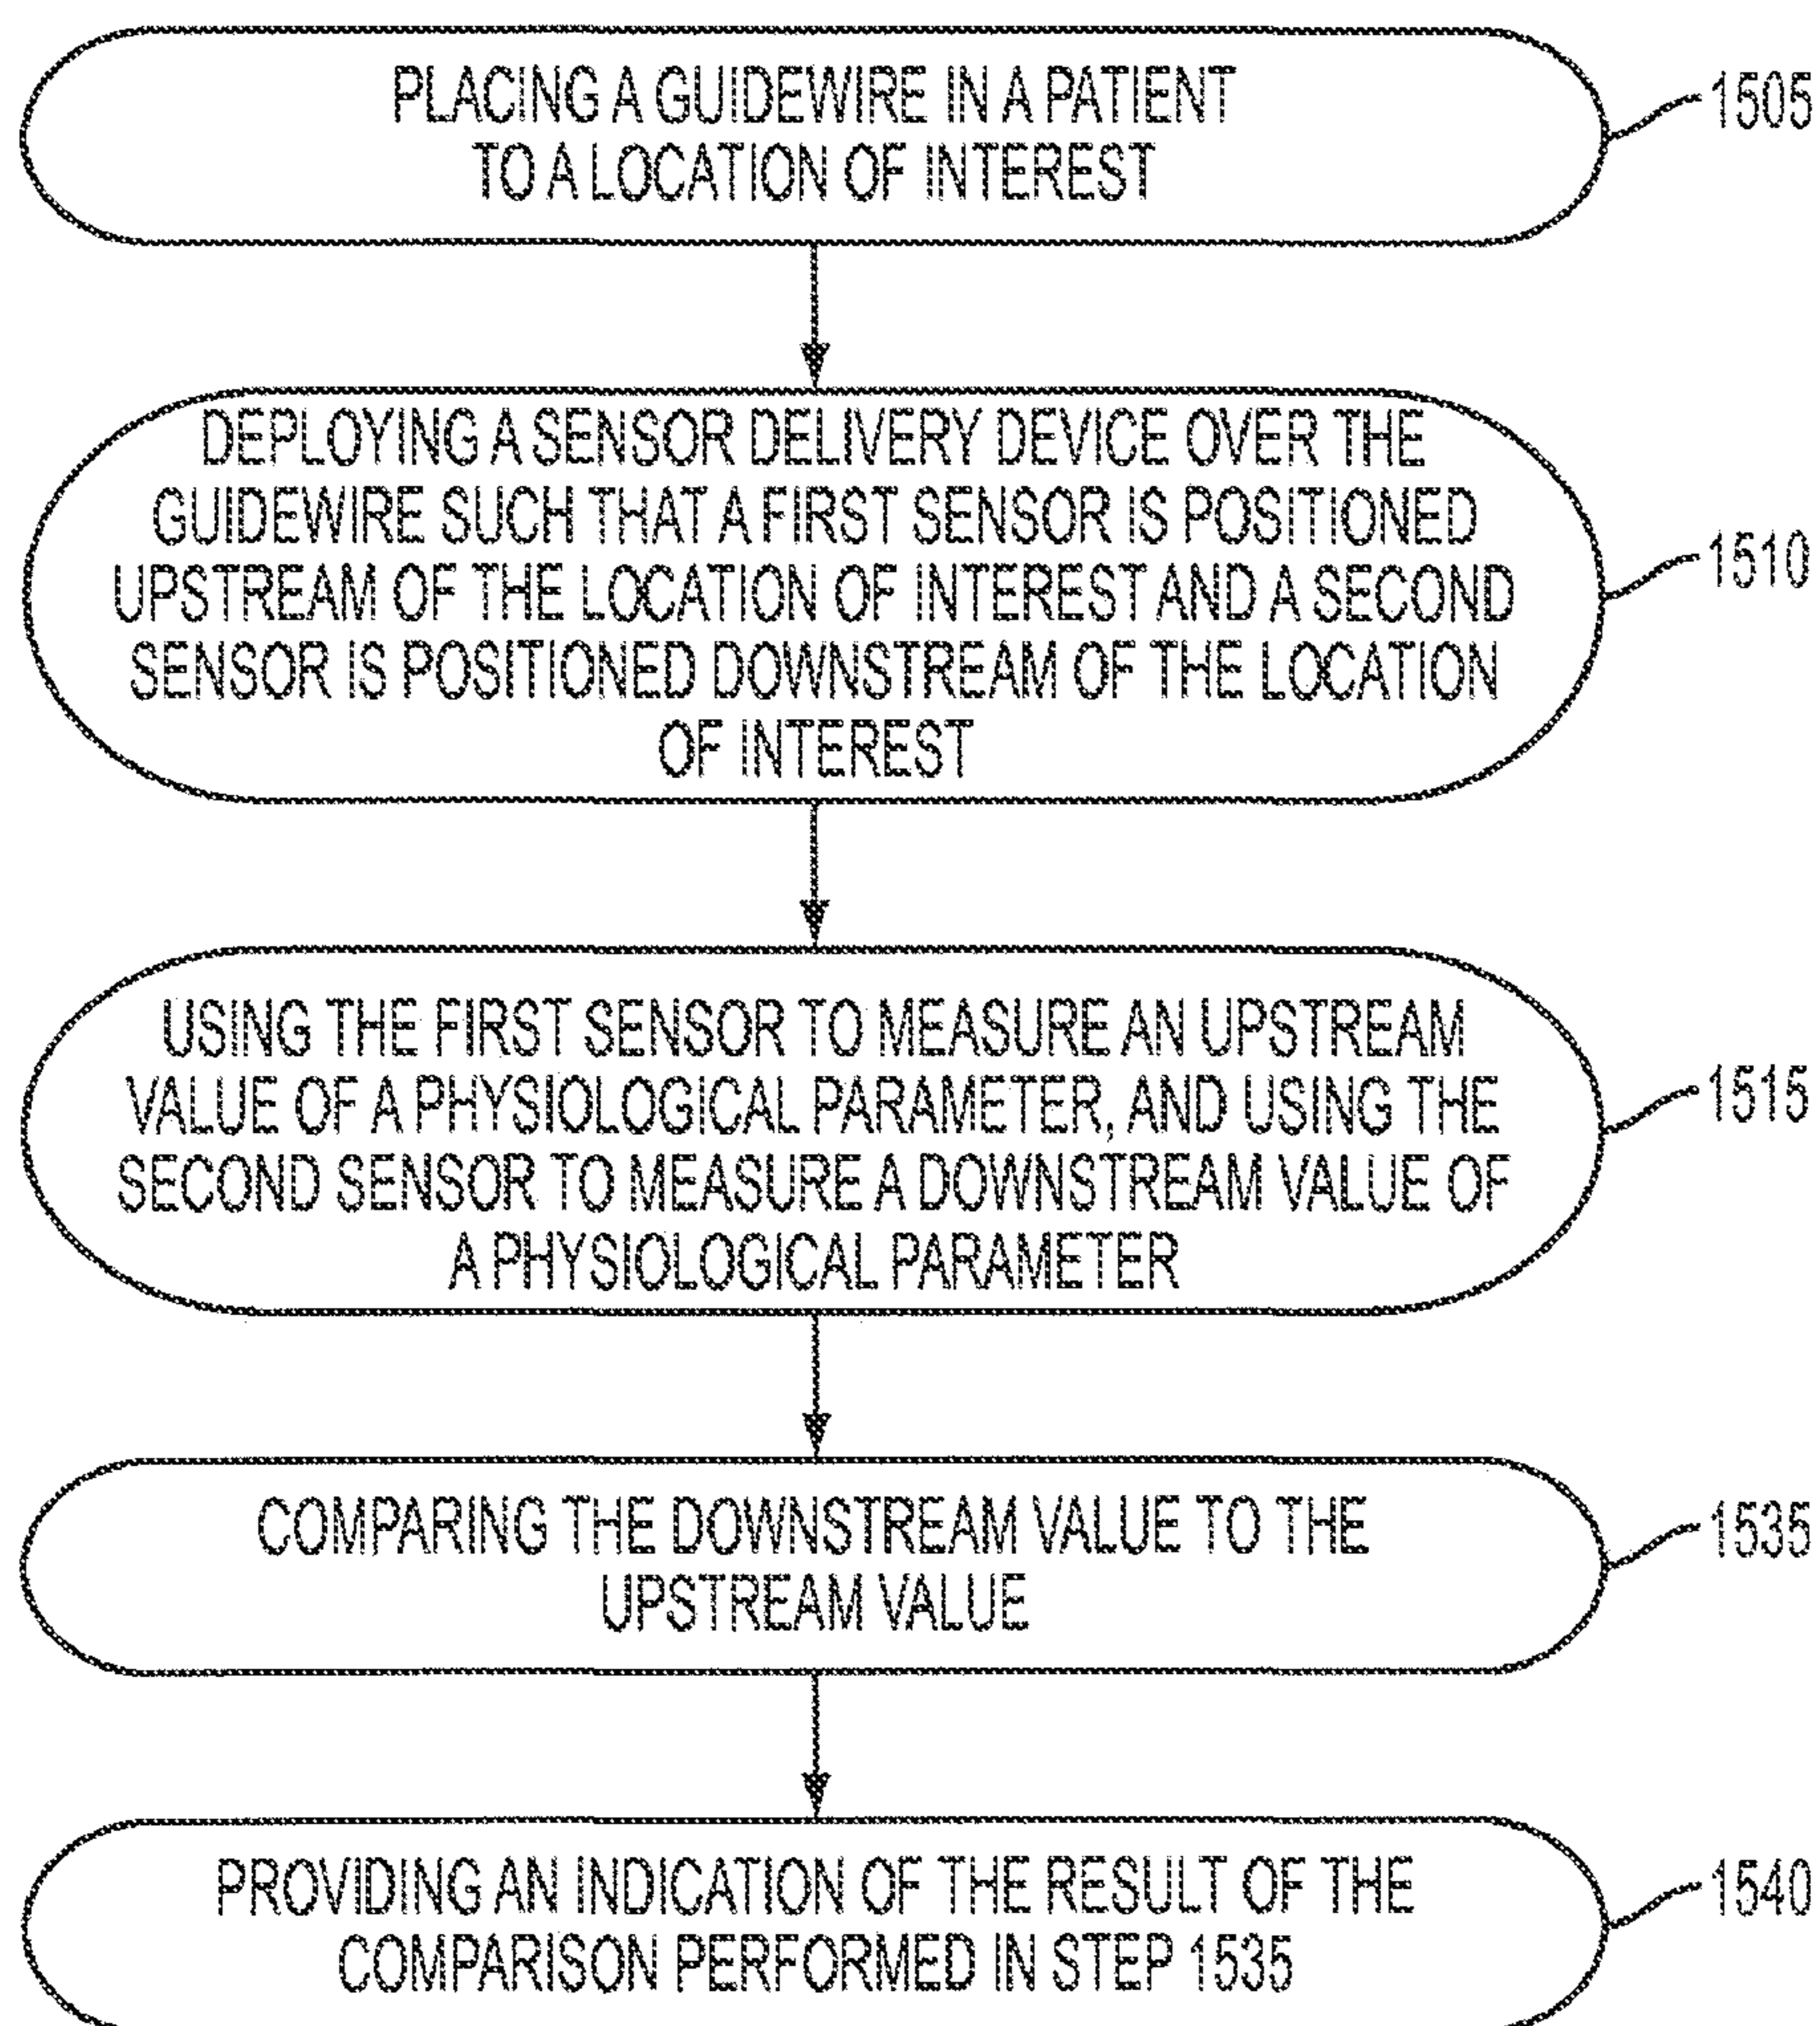 PLACING A GUIDEWIRE IN A PATIENT
TO A LOCATION OF INTEREST
1505
DEPLOYING A SENSOR DELIVERY DEVICE OVER THE
GUIDEWIRE SUCH THAT A FIRST SENSOR IS POSITIONED
UPSTREAM OF THE LOCATION OF INTEREST AND A SECOND
SENSOR IS POSITIONED DOWNSTREAM OF THE LOCATION
OF INTEREST
1510
USING THE FIRST SENSOR TO MEASURE AN UPSTREAM
VALUE OF A PHYSIOLOGICAL PARAMETER, AND USING THE
SECOND SENSOR TO MEASURE A DOWNSTREAM VALUE OF
A PHYSIOLOGICAL PARAMETER
1515
COMPARING THE DOWNSTREAM VALUE TO THE
UPSTREAM VALUE
1535
PROVIDING AN INDICATION OF THE RESULT OF THE
COMPARISON PERFORMED IN STEP 1535
1540